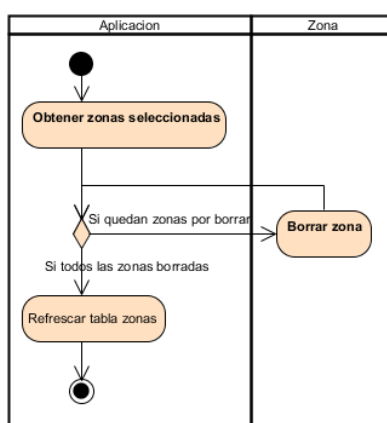 Aplicacion
Zona
Obtener zonas seleccionadas
Si quedan zonas por borrar
Borrar zona
Si todos las zonas borradas
Refrescar tabla zonas